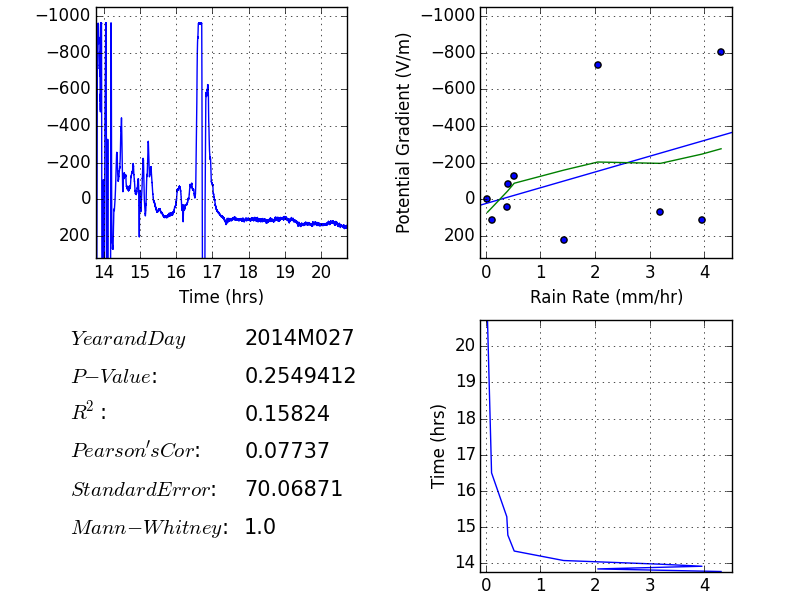 −1000
−800
−600
−400
−200
0
200
14 15 16 17 18 19 20
Time (hrs)
Potential Gradient (V/m)
−1000
−800
−600
−400
−200
0
200
0 1 2 3 4
Rain Rate (mm/hr)
YearandDay 2014M027
P−Value: 0.2549412
R²: 0.15824
Pearson′sCor: 0.07737
StandardError: 70.06871
Mann−Whitney: 1.0
Time (hrs)
20
19
18
17
16
15
14
0 1 2 3 4